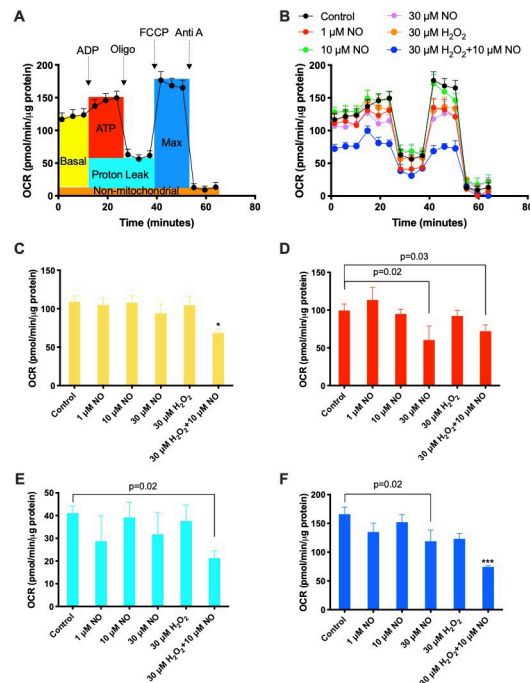 A
FCCP Anti A
ADP Oligo
OCR (pmol/min/µg protein)
200
150
100
50
0
Basal
ATP
Proton Leak
Max
Non-mitochondrial
0 20 40 60 80
Time (minutes)
B
Control
1 µM NO
10 µM NO
30 µM NO
30 µM H₂O₂
30 µM H₂O₂+10 µM NO
OCR (pmol/min/µg protein)
200
150
100
50
0
0 20 40 60 80
Time (minutes)
C
OCR (pmol/min/µg protein)
150
100
50
0
*
Control
1 µM NO
10 µM NO
30 µM NO
30 µM H₂O₂
30 µM H₂O₂+10 µM NO
D
p=0.03
p=0.02
OCR (pmol/min/µg protein)
150
100
50
0
Control
1 µM NO
10 µM NO
30 µM NO
30 µM H₂O₂
30 µM H₂O₂+10 µM NO
E
p=0.02
OCR (pmol/min/µg protein)
50
40
30
20
10
0
Control
1 µM NO
10 µM NO
30 µM NO
30 µM H₂O₂
30 µM H₂O₂+10 µM NO
F
p=0.02
OCR (pmol/min/µg protein)
200
150
100
50
0
***
Control
1 µM NO
10 µM NO
30 µM NO
30 µM H₂O₂
30 µM H₂O₂+10 µM NO